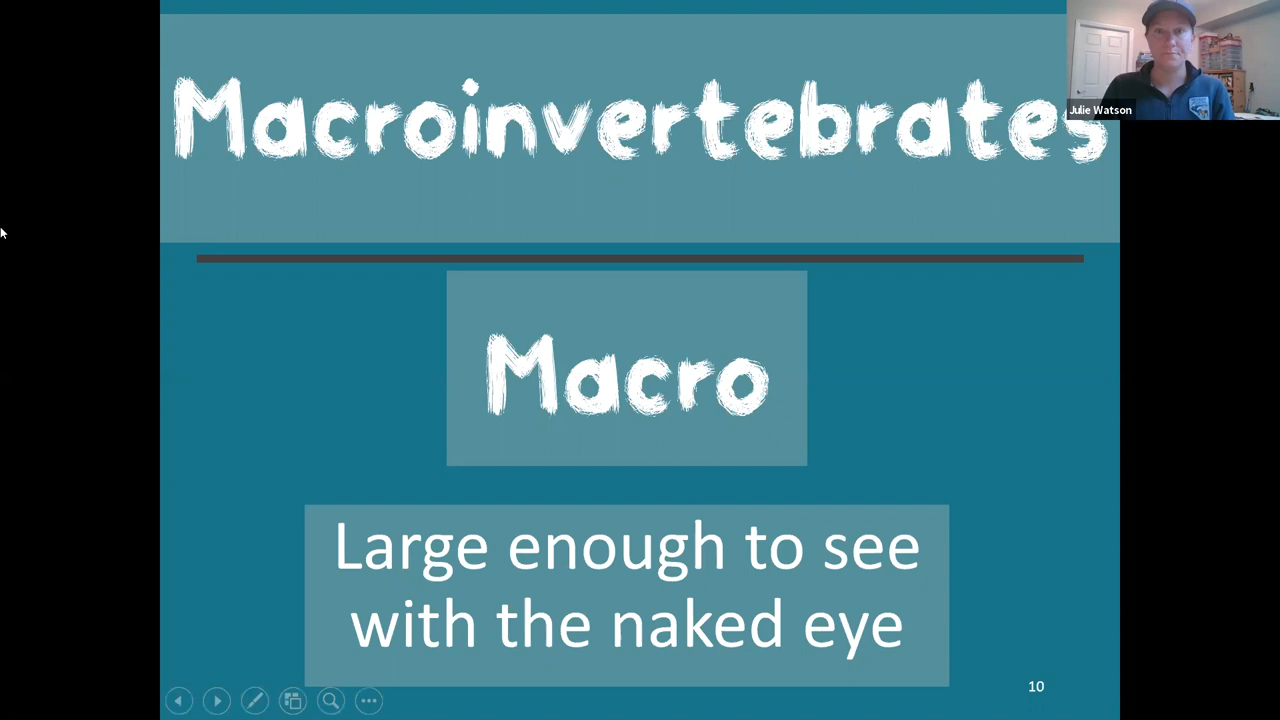 Macroinvertebrates
Julie Watson
Macro
Large enough to see
with the naked eye
10